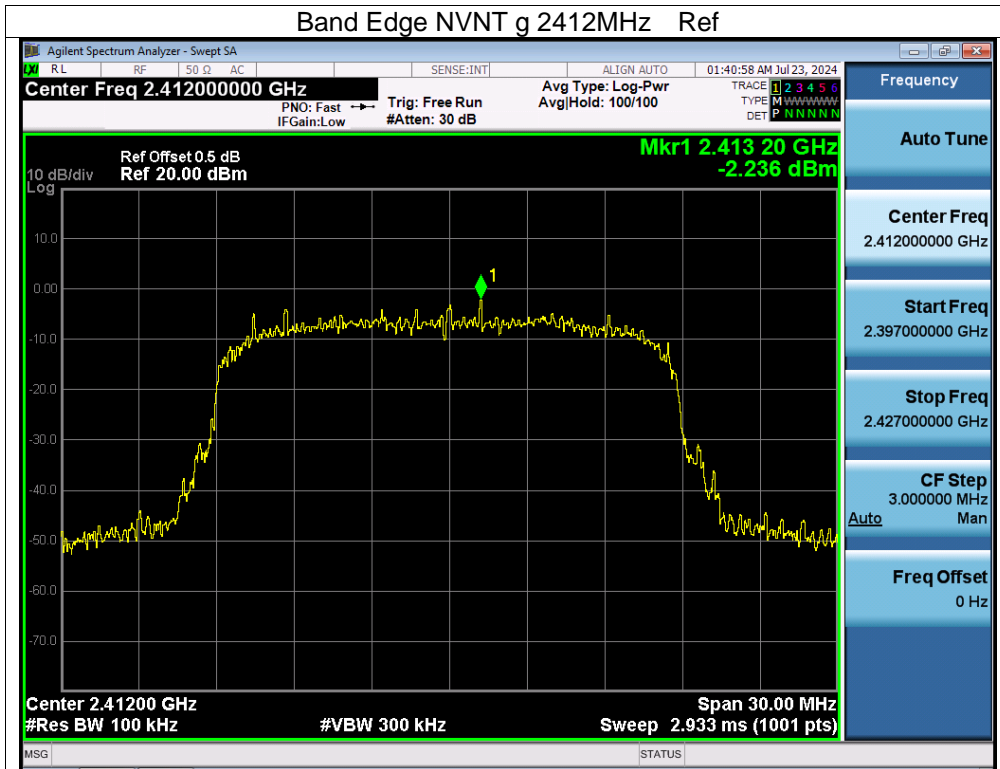 Band Edge NVNT g 2412MHz Ref
Agilent Spectrum Analyzer - Swept SA
LXI RL RF 50 Ω AC SENSE:INT ALIGN AUTO 01:40:58 AM Jul 23, 2024
Center Freq 2.412000000 GHz
PNO: Fast
IFGain:Low
Trig: Free Run
#Atten: 30 dB
Avg Type: Log-Pwr
Avg|Hold: 100/100
TRACE 1 2 3 4 5 6
TYPE M WWWWW
DET P N N N N N
Frequency
Mkr1 2.413 20 GHz
-2.236 dBm
Ref Offset 0.5 dB
10 dB/div Ref 20.00 dBm
Log
10.0
0.00
-10.0
-20.0
-30.0
-40.0
-50.0
-60.0
-70.0
1
Center 2.41200 GHz Span 30.00 MHz
#Res BW 100 kHz #VBW 300 kHz Sweep 2.933 ms (1001 pts)
Auto Tune
Center Freq
2.412000000 GHz
Start Freq
2.397000000 GHz
Stop Freq
2.427000000 GHz
CF Step
3.000000 MHz
Auto Man
Freq Offset
0 Hz
MSG STATUS